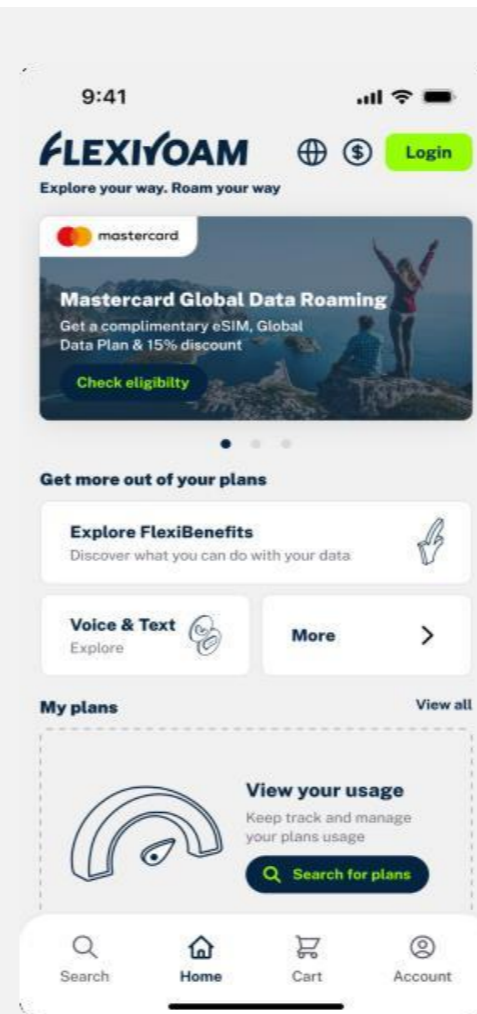 9:41
FLEXIROAM
Login
Explore your way. Roam your way
mastercard
Mastercard Global Data Roaming
Get a complimentary eSIM, Global
Data Plan & 15% discount
Check eligibilty
Get more out of your plans
Explore FlexiBenefits
Discover what you can do with your data
Voice & Text
Explore
More
My plans
View all
View your usage
Keep track and manage
your plans usage
Search for plans
Search
Home
Cart
Account